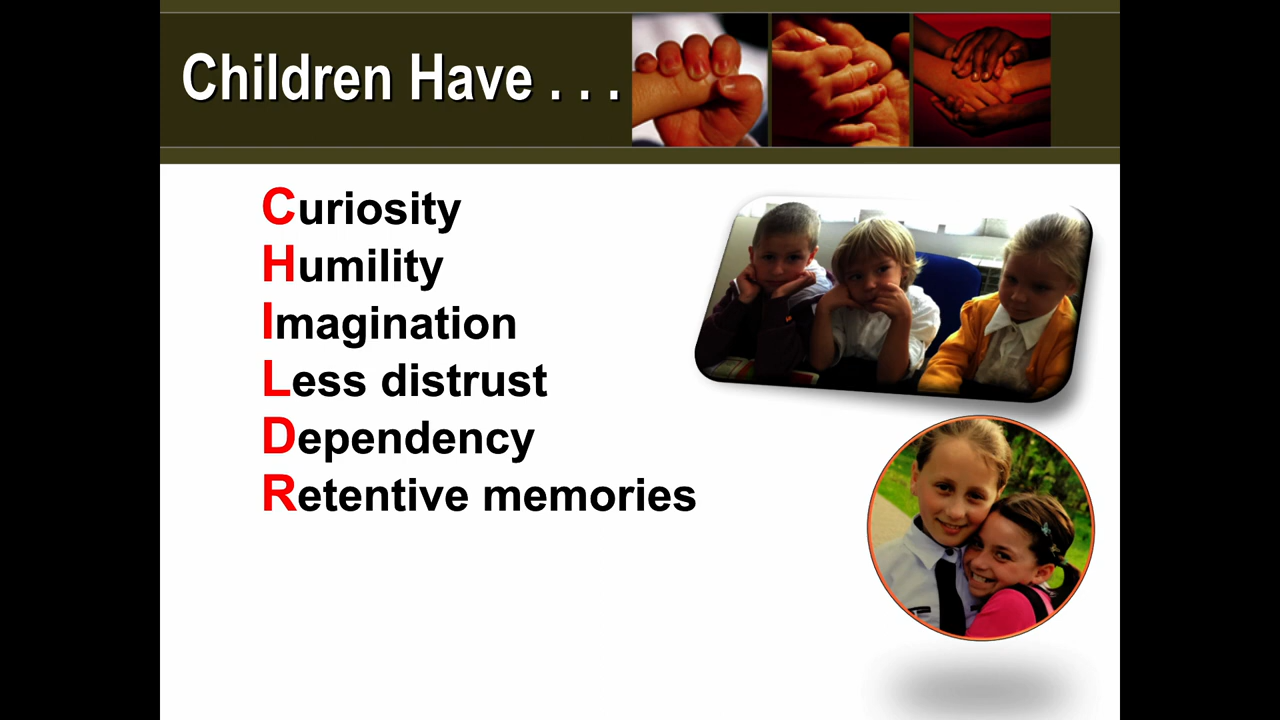 Children Have . . .
Curiosity
Humility
Imagination
Less distrust
Dependency
Retentive memories